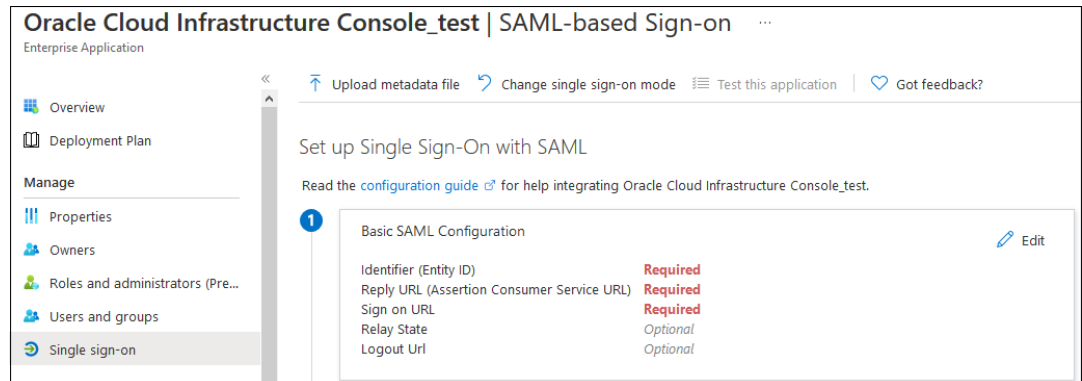 Oracle Cloud Infrastructure Console_test | SAML-based Sign-on ...
Enterprise Application
Overview
Deployment Plan
Manage
Properties
Owners
Roles and administrators (Pre...
Users and groups
Single sign-on
Upload metadata file Change single sign-on mode Test this application Got feedback?
Set up Single Sign-On with SAML
Read the configuration guide for help integrating Oracle Cloud Infrastructure Console_test.
1
Basic SAML Configuration
Edit
Identifier (Entity ID) Required
Reply URL (Assertion Consumer Service URL) Required
Sign on URL Required
Relay State Optional
Logout Url Optional